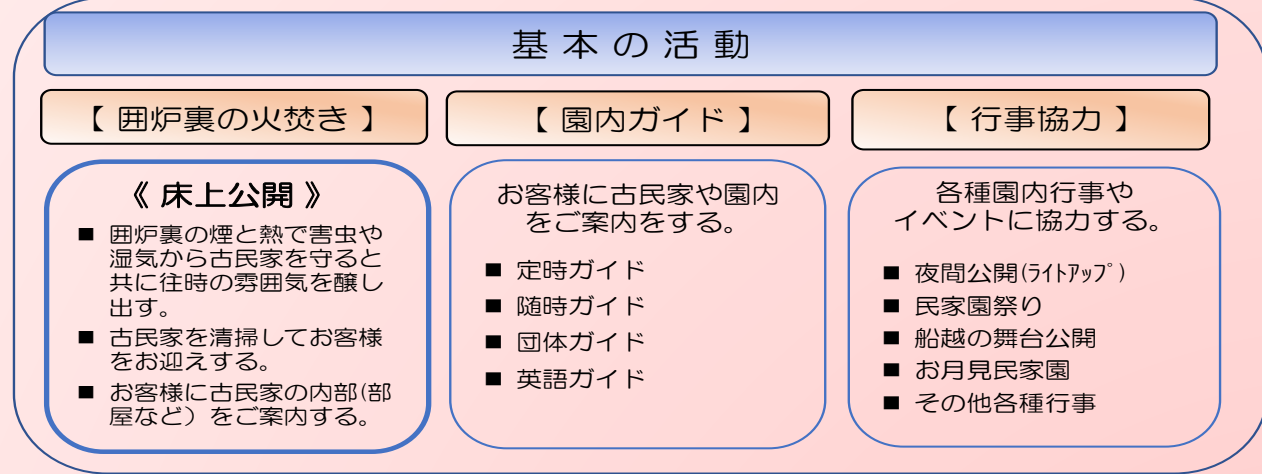 基本の活動
【 囲炉裏の火焚き 】
《 床上公開 》
■ 囲炉裏の煙と熱で害虫や
湿気から古民家を守ると
共に往時の雰囲気を醸し
出す。
■ 古民家を清掃してお客様
をお迎えする。
■ お客様に古民家の内部(部
屋など）をご案内する。
【 園内ガイド 】
お客様に古民家や園内
をご案内をする。
■ 定時ガイド
■ 随時ガイド
■ 団体ガイド
■ 英語ガイド
【 行事協力 】
各種園内行事や
イベントに協力する。
■ 夜間公開(ﾗｲﾄｱｯﾌﾟ)
■ 民家園祭り
■ 船越の舞台公開
■ お月見民家園
■ その他各種行事